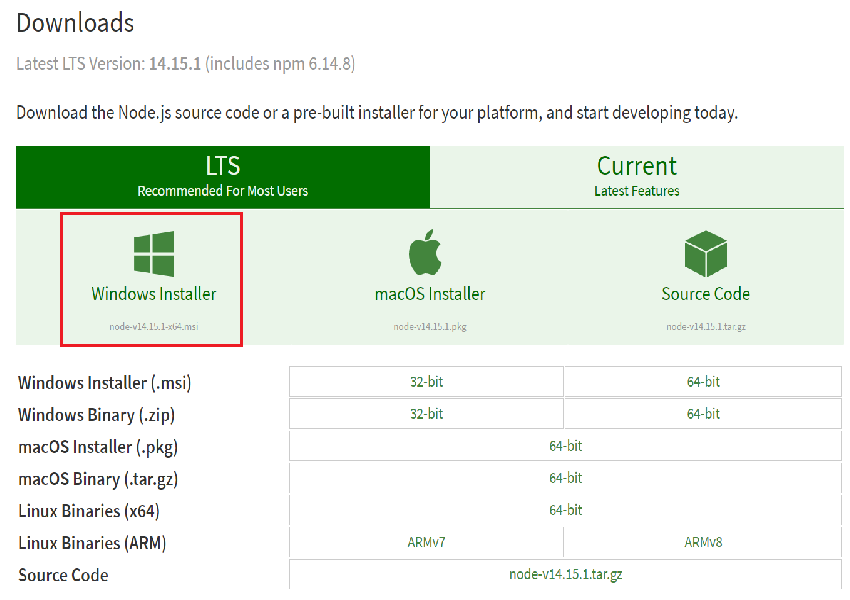 Downloads
Latest LTS Version: 14.15.1 (includes npm 6.14.8)
Download the Node.js source code or a pre-built installer for your platform, and start developing today.
LTS
Recommended For Most Users
Current
Latest Features
Windows Installer
node-v14.15.1-x64.msi
macOS Installer
node-v14.15.1.pkg
Source Code
node-v14.15.1.tar.gz
Windows Installer (.msi) 32-bit 64-bit
Windows Binary (.zip) 32-bit 64-bit
macOS Installer (.pkg) 64-bit
macOS Binary (.tar.gz) 64-bit
Linux Binaries (x64) 64-bit
Linux Binaries (ARM) ARMv7 ARMv8
Source Code node-v14.15.1.tar.gz